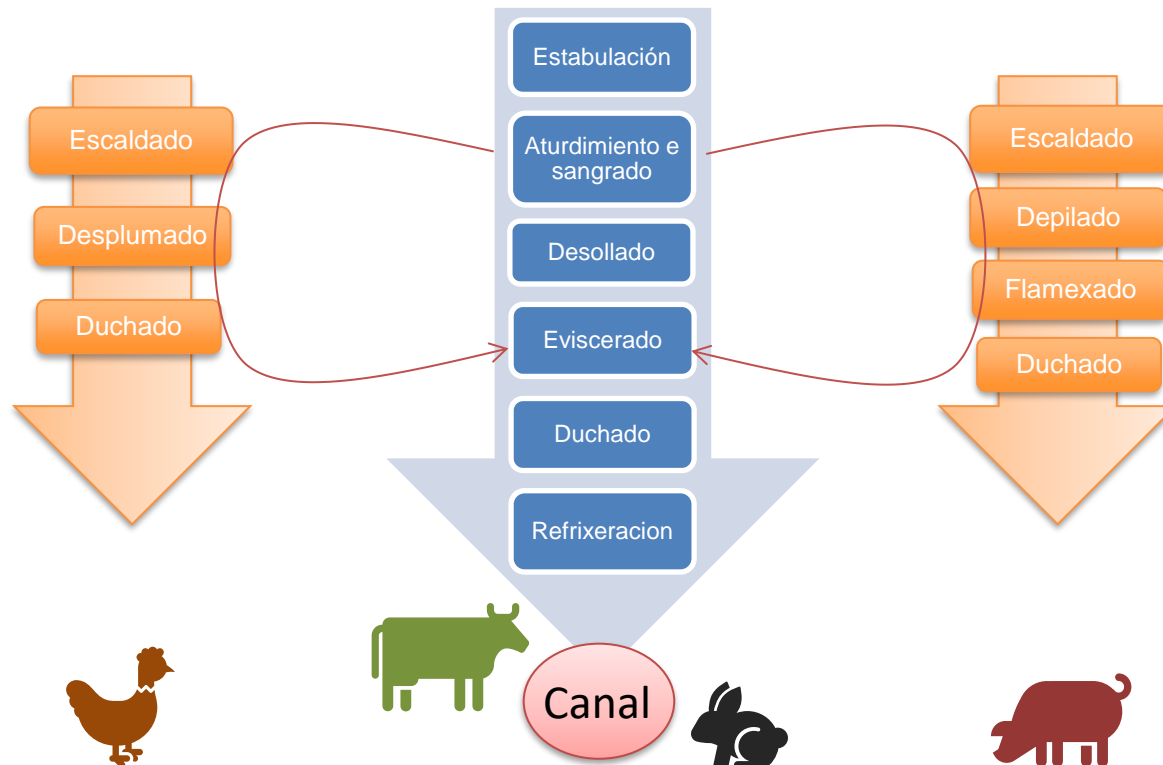 Escaldado
Desplumado
Duchado
Estabulación
Aturdimiento e
sangrado
Desollado
Eviscerado
Duchado
Refrixeracion
Canal
Escaldado
Depilado
Flamexado
Duchado